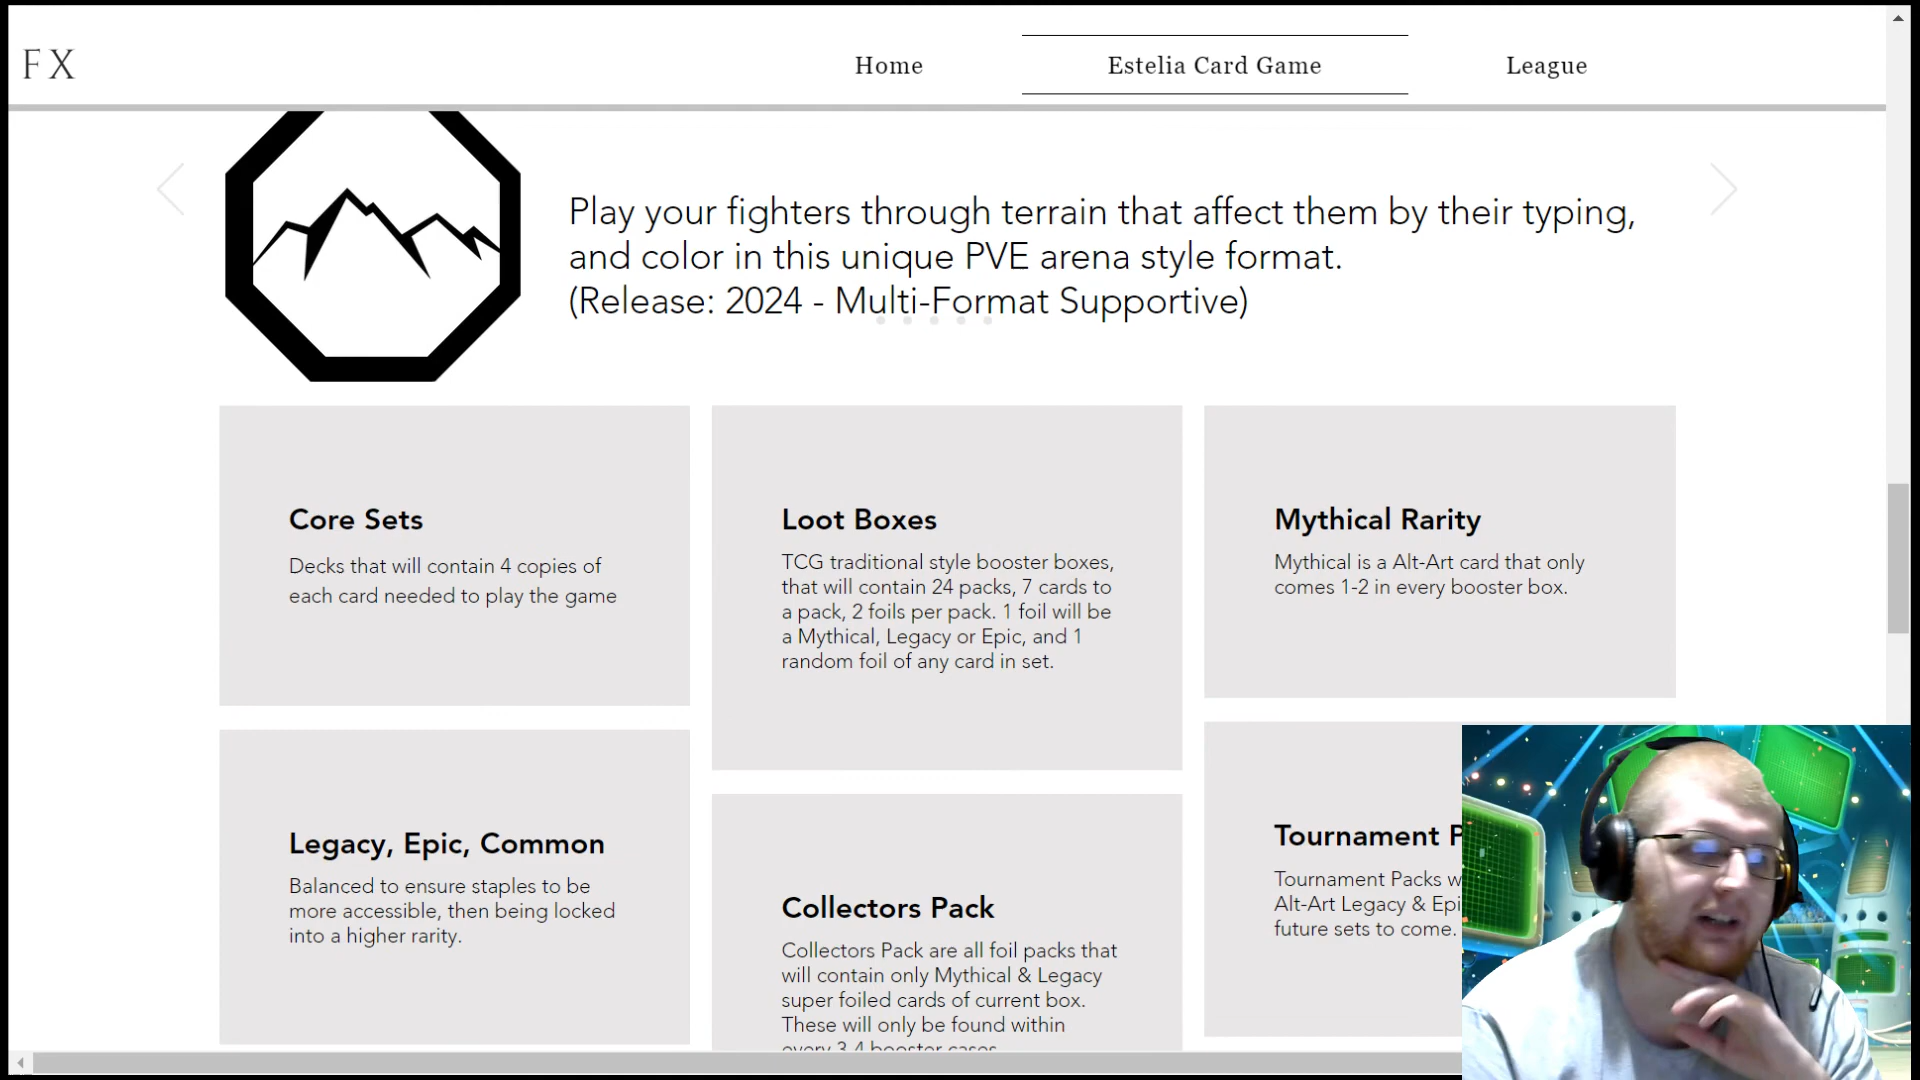 FX
Home
Estelia Card Game
League
Play your fighters through terrain that affect them by their typing,
and color in this unique PVE arena style format.
(Release: 2024 - Multi-Format Supportive)
Core Sets
Decks that will contain 4 copies of
each card needed to play the game
Loot Boxes
TCG traditional style booster boxes,
that will contain 24 packs, 7 cards to
a pack, 2 foils per pack. 1 foil will be
a Mythical, Legacy or Epic, and 1
random foil of any card in set.
Mythical Rarity
Mythical is a Alt-Art card that only
comes 1-2 in every booster box.
Legacy, Epic, Common
Balanced to ensure staples to be
more accessible, then being locked
into a higher rarity.
Collectors Pack
Collectors Pack are all foil packs that
will contain only Mythical & Legacy
super foiled cards of current box.
These will only be found within
every 3-4 booster cases
Tournament
Tournament Packs
Alt-Art Legacy &
future sets to come.